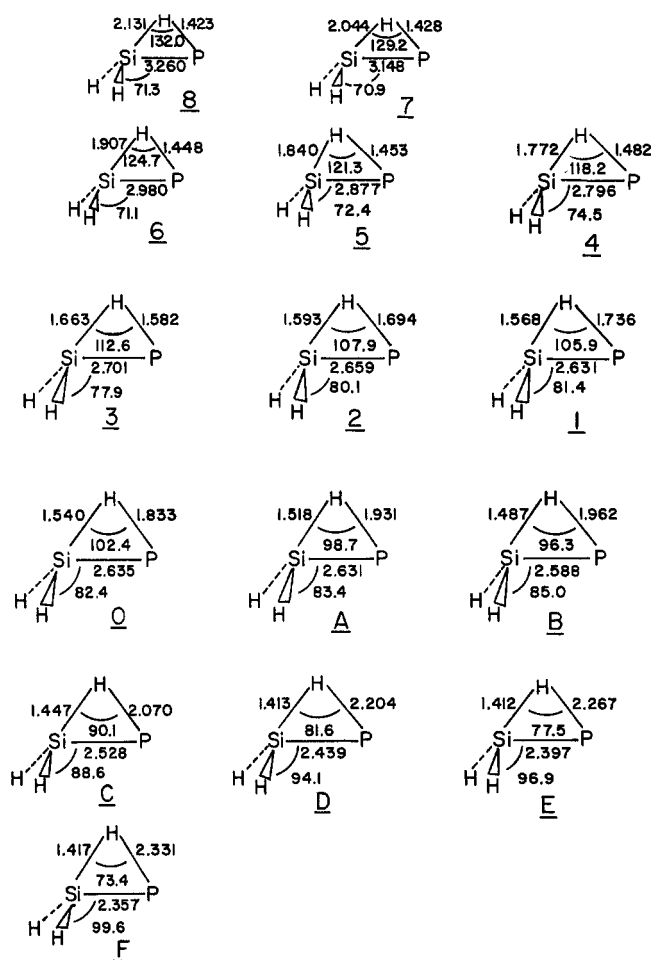 2.131 H 1.423 2.044 H 1.428
132.0 129.2
Si P Si P
3.260 3.148
H H 71.3 H H 70.9
8 7
1.907 H 1.448 1.840 H 1.453 1.772 H 1.482
124.7 121.3 118.2
Si P Si P Si P
2.980 2.877 2.796
H H 71.1 H H 72.4 H H 74.5
6 5 4
H H H
1.663 1.582 1.593 1.694 1.568 1.736
112.6 107.9 105.9
Si P Si P Si P
2.701 2.659 2.631
H H 77.9 H H 80.1 H H 81.4
3 2 1
H H H
1.540 1.833 1.518 1.931 1.487 1.962
102.4 98.7 96.3
Si P Si P Si P
2.635 2.631 2.588
H H 82.4 H H 83.4 H H 85.0
0 A B
H H H
1.447 2.070 1.413 2.204 1.412 2.267
90.1 81.6 77.5
Si P Si P Si P
2.528 2.439 2.397
H H 88.6 H H 94.1 H H 96.9
C D E
H
1.417 2.331
73.4
Si P
2.357
H H 99.6
F